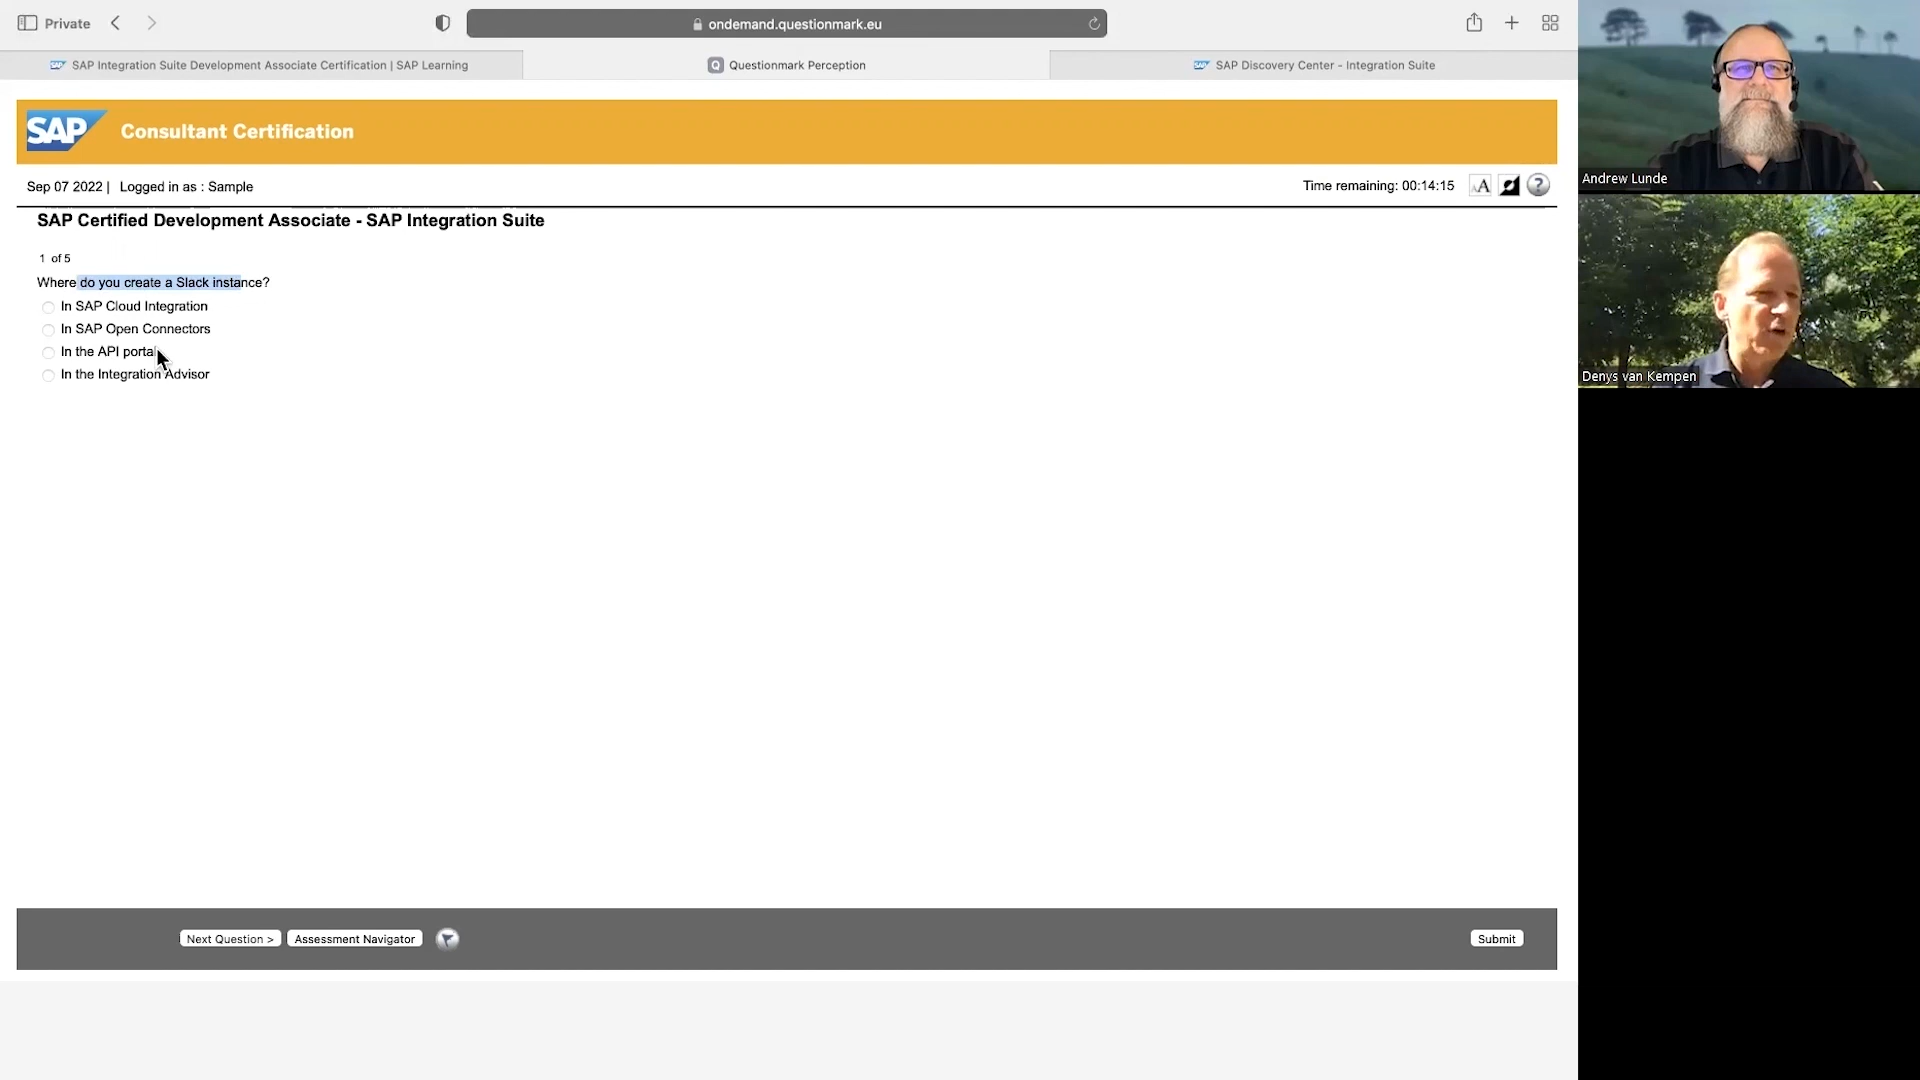 Private
ondemand.questionmark.eu
SAP Integration Suite Development Associate Certification | SAP Learning
Questionmark Perception
SAP Discovery Center - Integration Suite
SAP Consultant Certification
Sep 07 2022 | Logged in as : Sample
Time remaining: 00:14:15
AA
?
SAP Certified Development Associate - SAP Integration Suite
1 of 5
Where do you create a Slack instance?
In SAP Cloud Integration
In SAP Open Connectors
In the API portal
In the Integration Advisor
Next Question >
Assessment Navigator
Submit
Andrew Lunde
Denys van Kempen